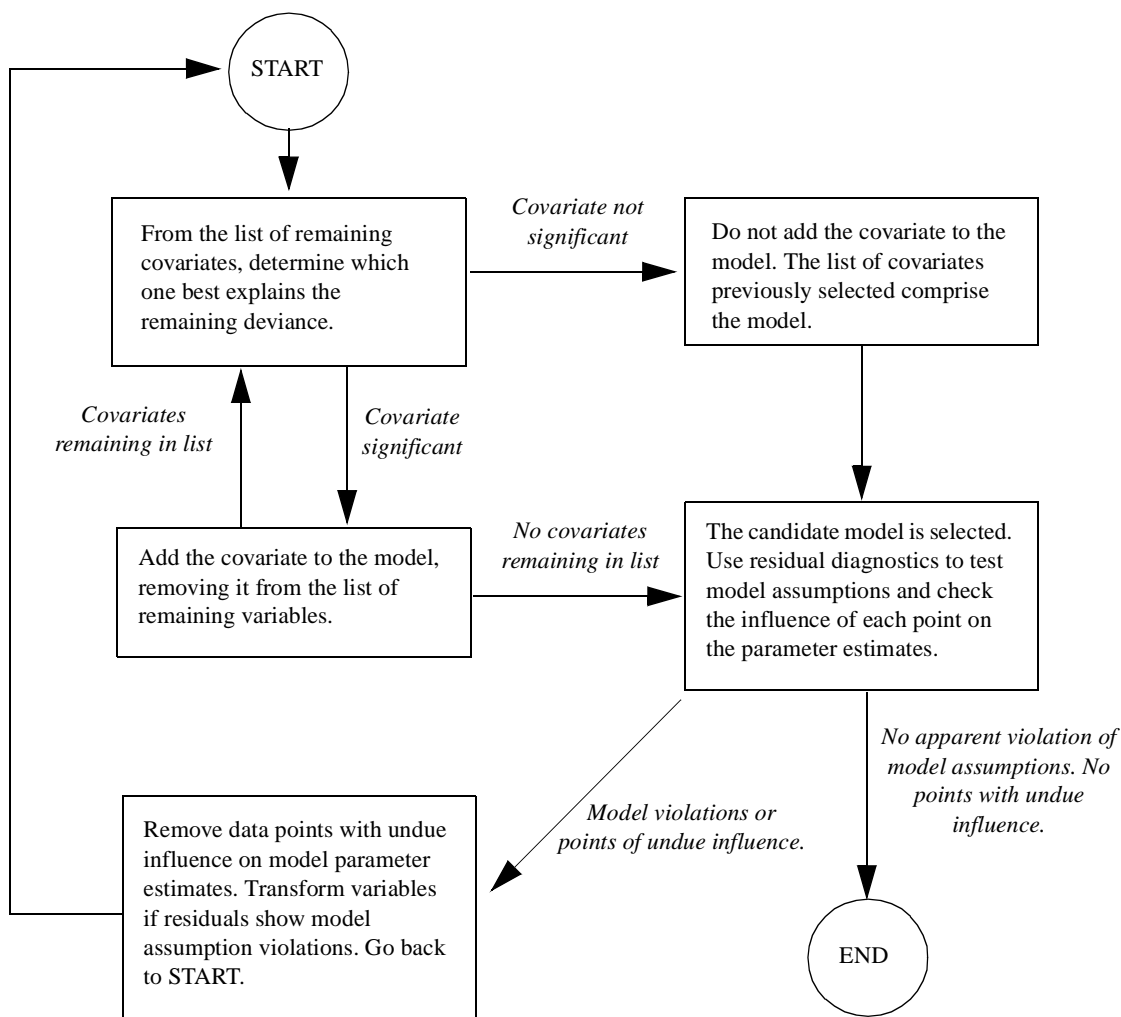 START
From the list of remaining
covariates, determine which
one best explains the
remaining deviance.
Covariate not
significant
Do not add the covariate to the
model. The list of covariates
previously selected comprise
the model.
Covariates
remaining in list
Covariate
significant
Add the covariate to the model,
removing it from the list of
remaining variables.
No covariates
remaining in list
The candidate model is selected.
Use residual diagnostics to test
model assumptions and check
the influence of each point on
the parameter estimates.
No apparent violation of
model assumptions. No
points with undue
influence.
Model violations or
points of undue influence.
Remove data points with undue
influence on model parameter
estimates. Transform variables
if residuals show model
assumption violations. Go back
to START.
END